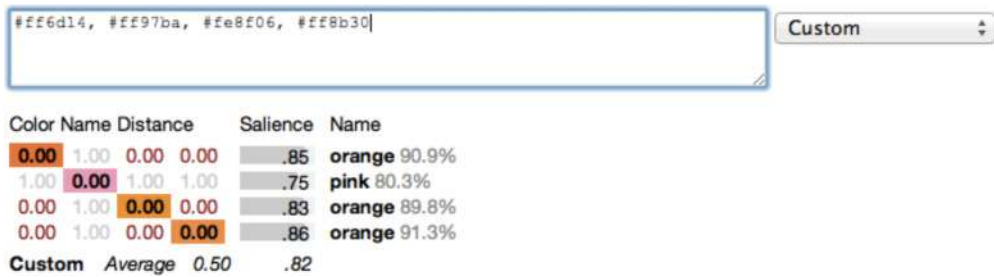 #ff6d14, #ff97ba, #fe8f06, #ff8b30
Custom
Color Name Distance Salience Name
0.00 1.00 0.00 0.00 .85 orange 90.9%
1.00 0.00 1.00 1.00 .75 pink 80.3%
0.00 1.00 0.00 0.00 .83 orange 89.8%
0.00 1.00 0.00 0.00 .86 orange 91.3%
Custom Average 0.50 .82